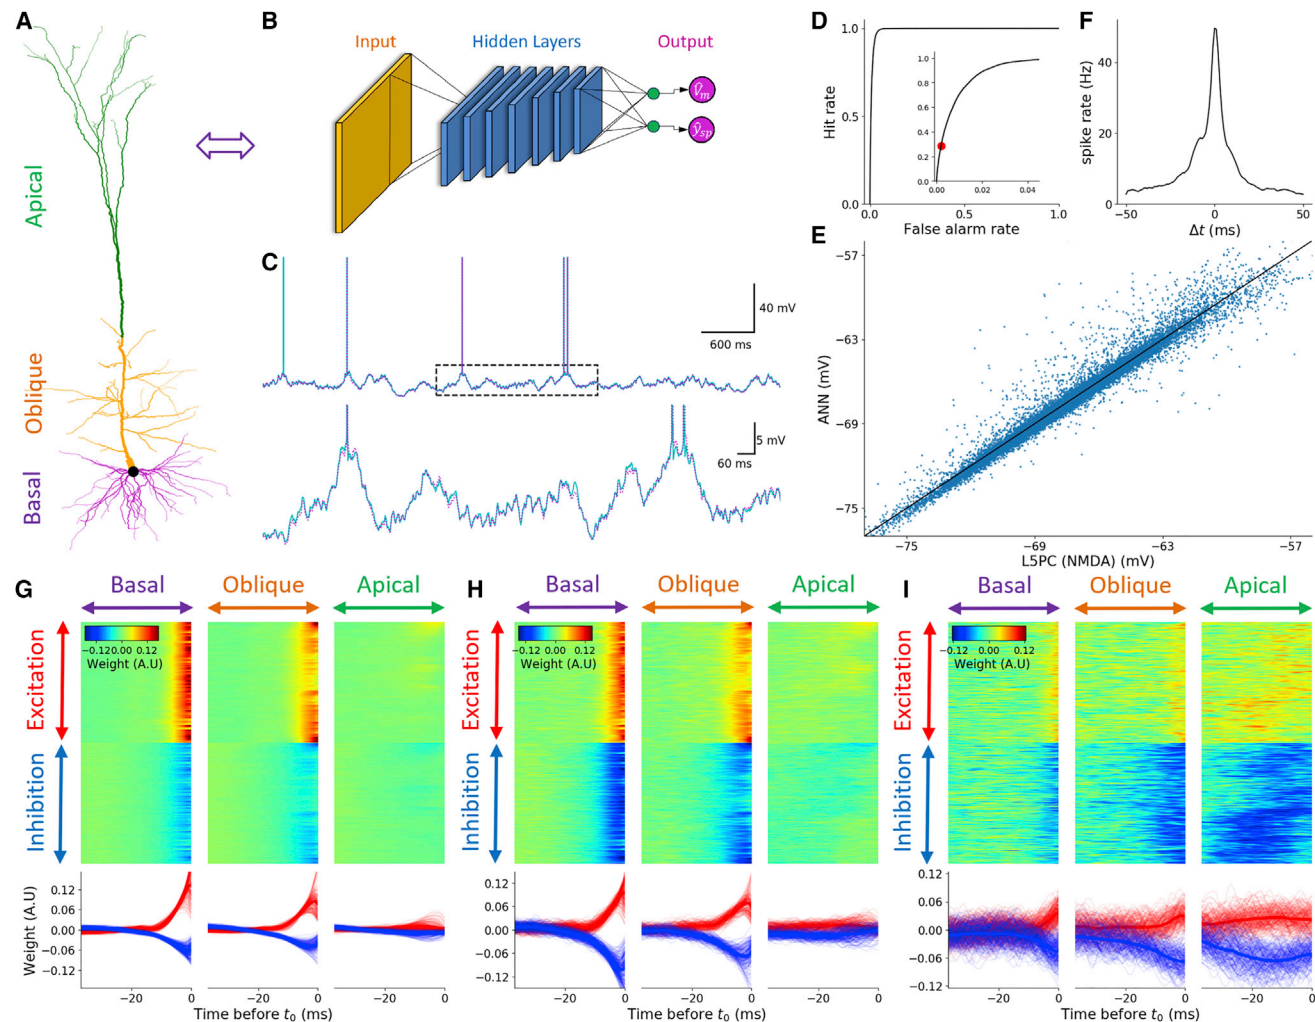 A
Apical
Oblique
Basal
B
Input
Hidden Layers
Output
V̂m
ŷsp
C
40 mV
600 ms
5 mV
60 ms
D
Hit rate
1.0
0.5
0.0
0.0
0.5
1.0
False alarm rate
1.0
0.8
0.6
0.4
0.2
0.0
0.00
0.02
0.04
F
spike rate (Hz)
40
20
0
−50
0
50
Δt (ms)
E
ANN (mV)
−57
−63
−69
−75
−75
−69
−63
−57
L5PC (NMDA) (mV)
G
Basal
Oblique
Apical
Excitation
Inhibition
−0.120.00 0.12
Weight (A.U)
Weight (A.U)
0.12
0.06
0.00
−0.06
−0.12
−20
0
−20
0
−20
0
Time before t0 (ms)
H
Basal
Oblique
Apical
Excitation
Inhibition
−0.12 0.00 0.12
Weight (A.U)
0.12
0.06
0.00
−0.06
−0.12
−20
0
−20
0
−20
0
Time before t0 (ms)
I
Basal
Oblique
Apical
Excitation
Inhibition
−0.12 0.00 0.12
Weight (A.U)
0.12
0.06
0.00
−0.06
−0.12
−20
0
−20
0
−20
0
Time before t0 (ms)